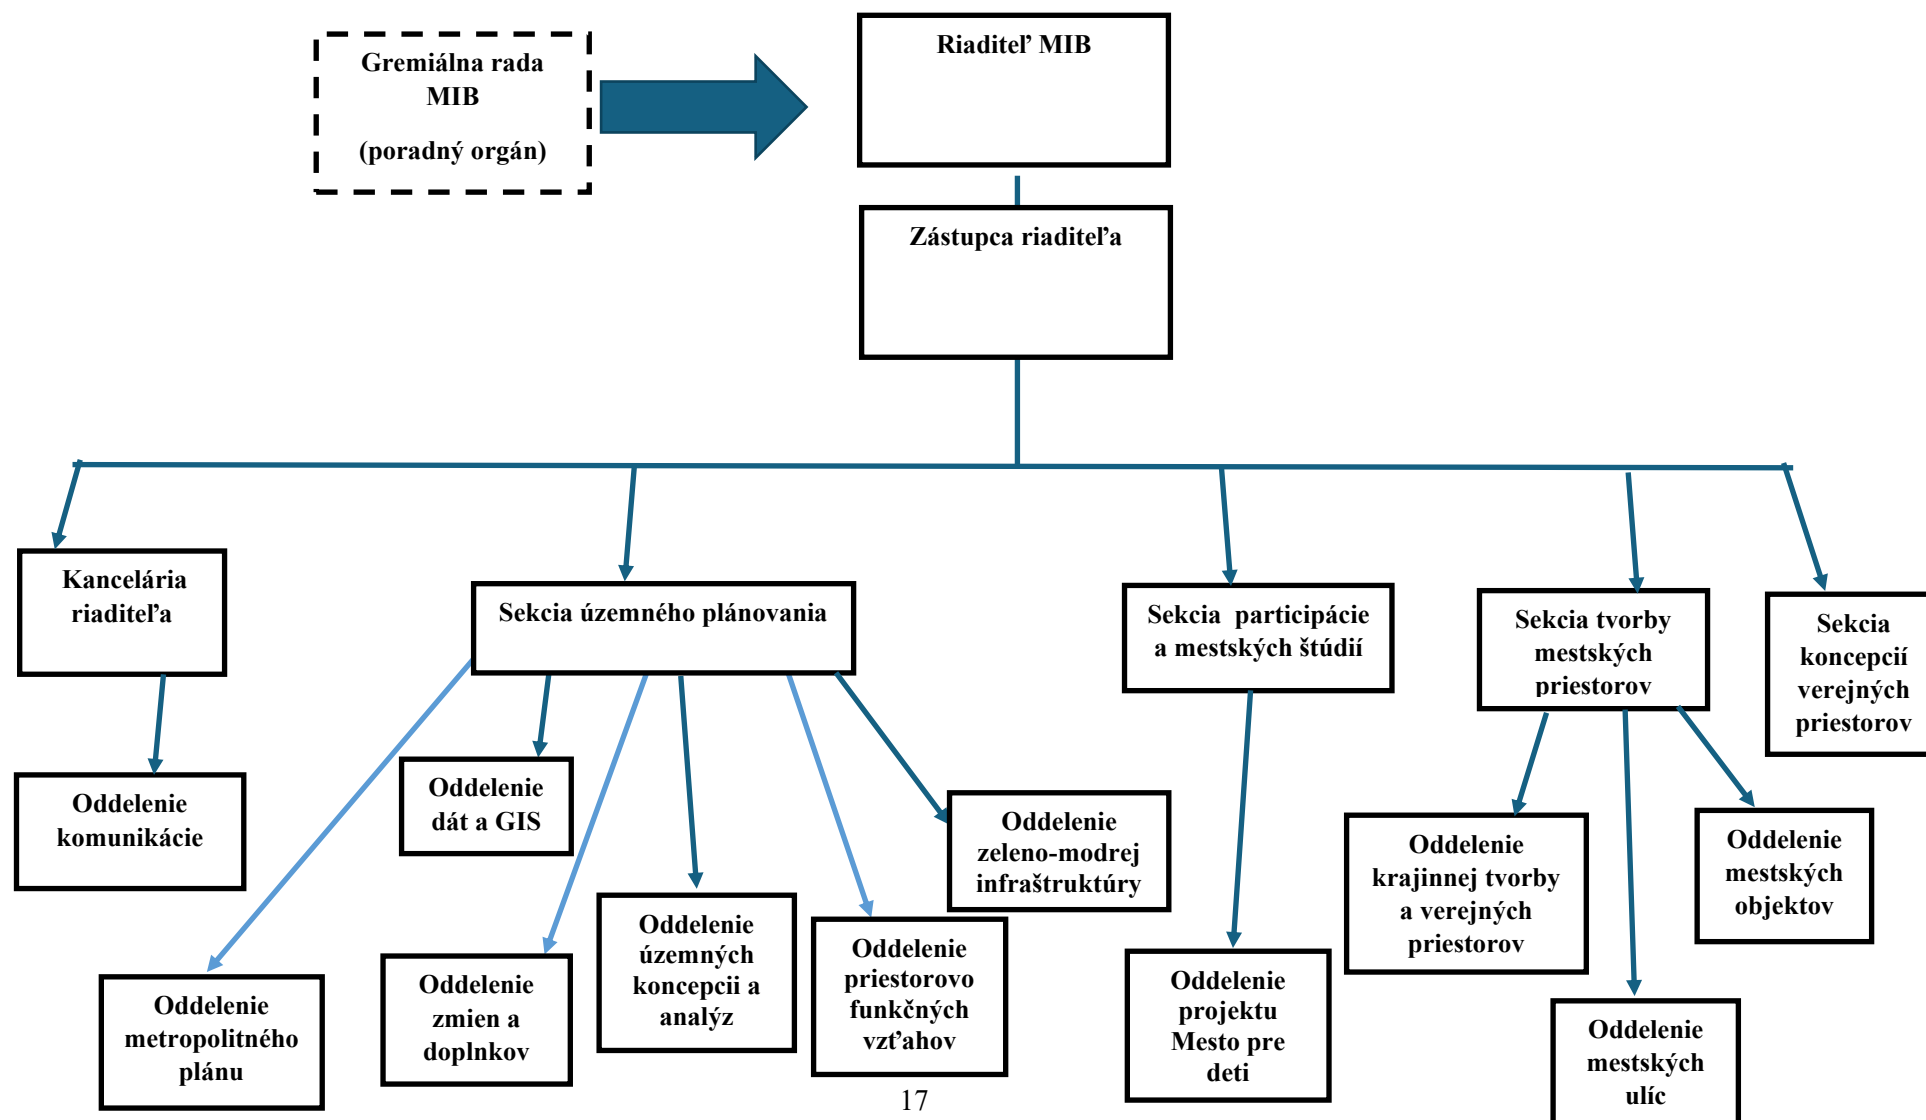 Gremiálna rada
MIB
(poradný orgán)
Riaditeľ MIB
Zástupca riaditeľa
Kancelária
riaditeľa
Sekcia územného plánovania
Sekcia participácie
a mestských štúdií
Sekcia tvorby
mestských
priestorov
Sekcia
koncepcií
verejných
priestorov
Oddelenie
komunikácie
Oddelenie
dát a GIS
Oddelenie
zeleno-modrej
infraštruktúry
Oddelenie
krajinnej tvorby
a verejných
priestorov
Oddelenie
mestských
objektov
Oddelenie
metropolitného
plánu
Oddelenie
zmien a
doplnkov
Oddelenie
územných
koncepcii a
analýz
Oddelenie
priestorovo
funkčných
vzťahov
Oddelenie
projektu
Mesto pre
deti
Oddelenie
mestských
ulíc
17